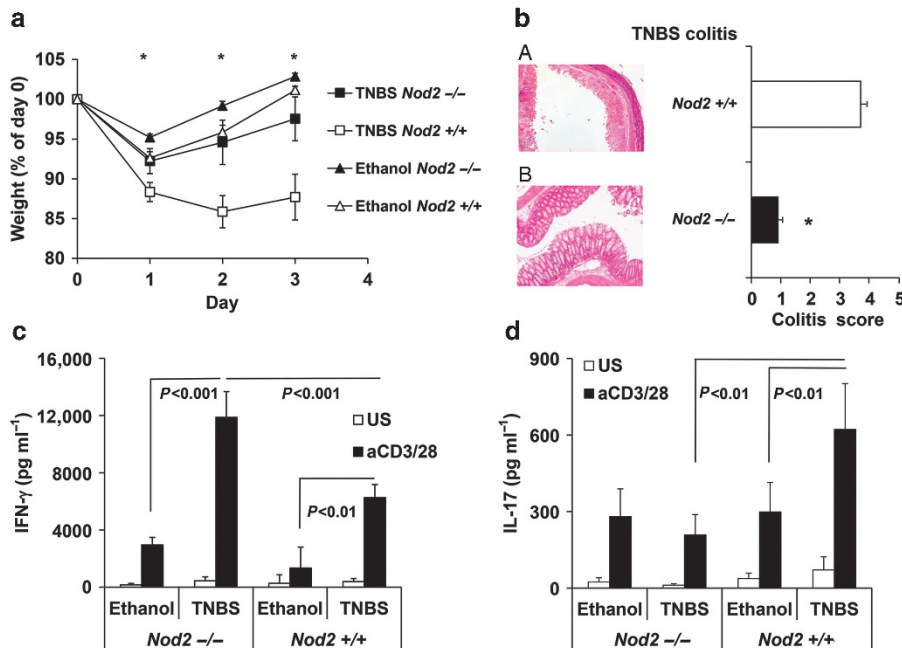 a
105
100
95
90
85
80
Weight (% of day 0)
* * *
0 1 2 3 4
Day
TNBS Nod2 –/–
TNBS Nod2 +/+
Ethanol Nod2 –/–
Ethanol Nod2 +/+
b
TNBS colitis
A
B
Nod2 +/+
Nod2 –/–
*
0 1 2 3 4 5
Colitis score
c
16,000
12,000
8000
4000
0
IFN-γ (pg ml⁻¹)
P<0.001 P<0.001
US
aCD3/28
P<0.01
Ethanol TNBS Ethanol TNBS
Nod2 –/– Nod2 +/+
d
900
600
300
0
IL-17 (pg ml⁻¹)
US
aCD3/28
P<0.01 P<0.01
Ethanol TNBS Ethanol TNBS
Nod2 –/– Nod2 +/+